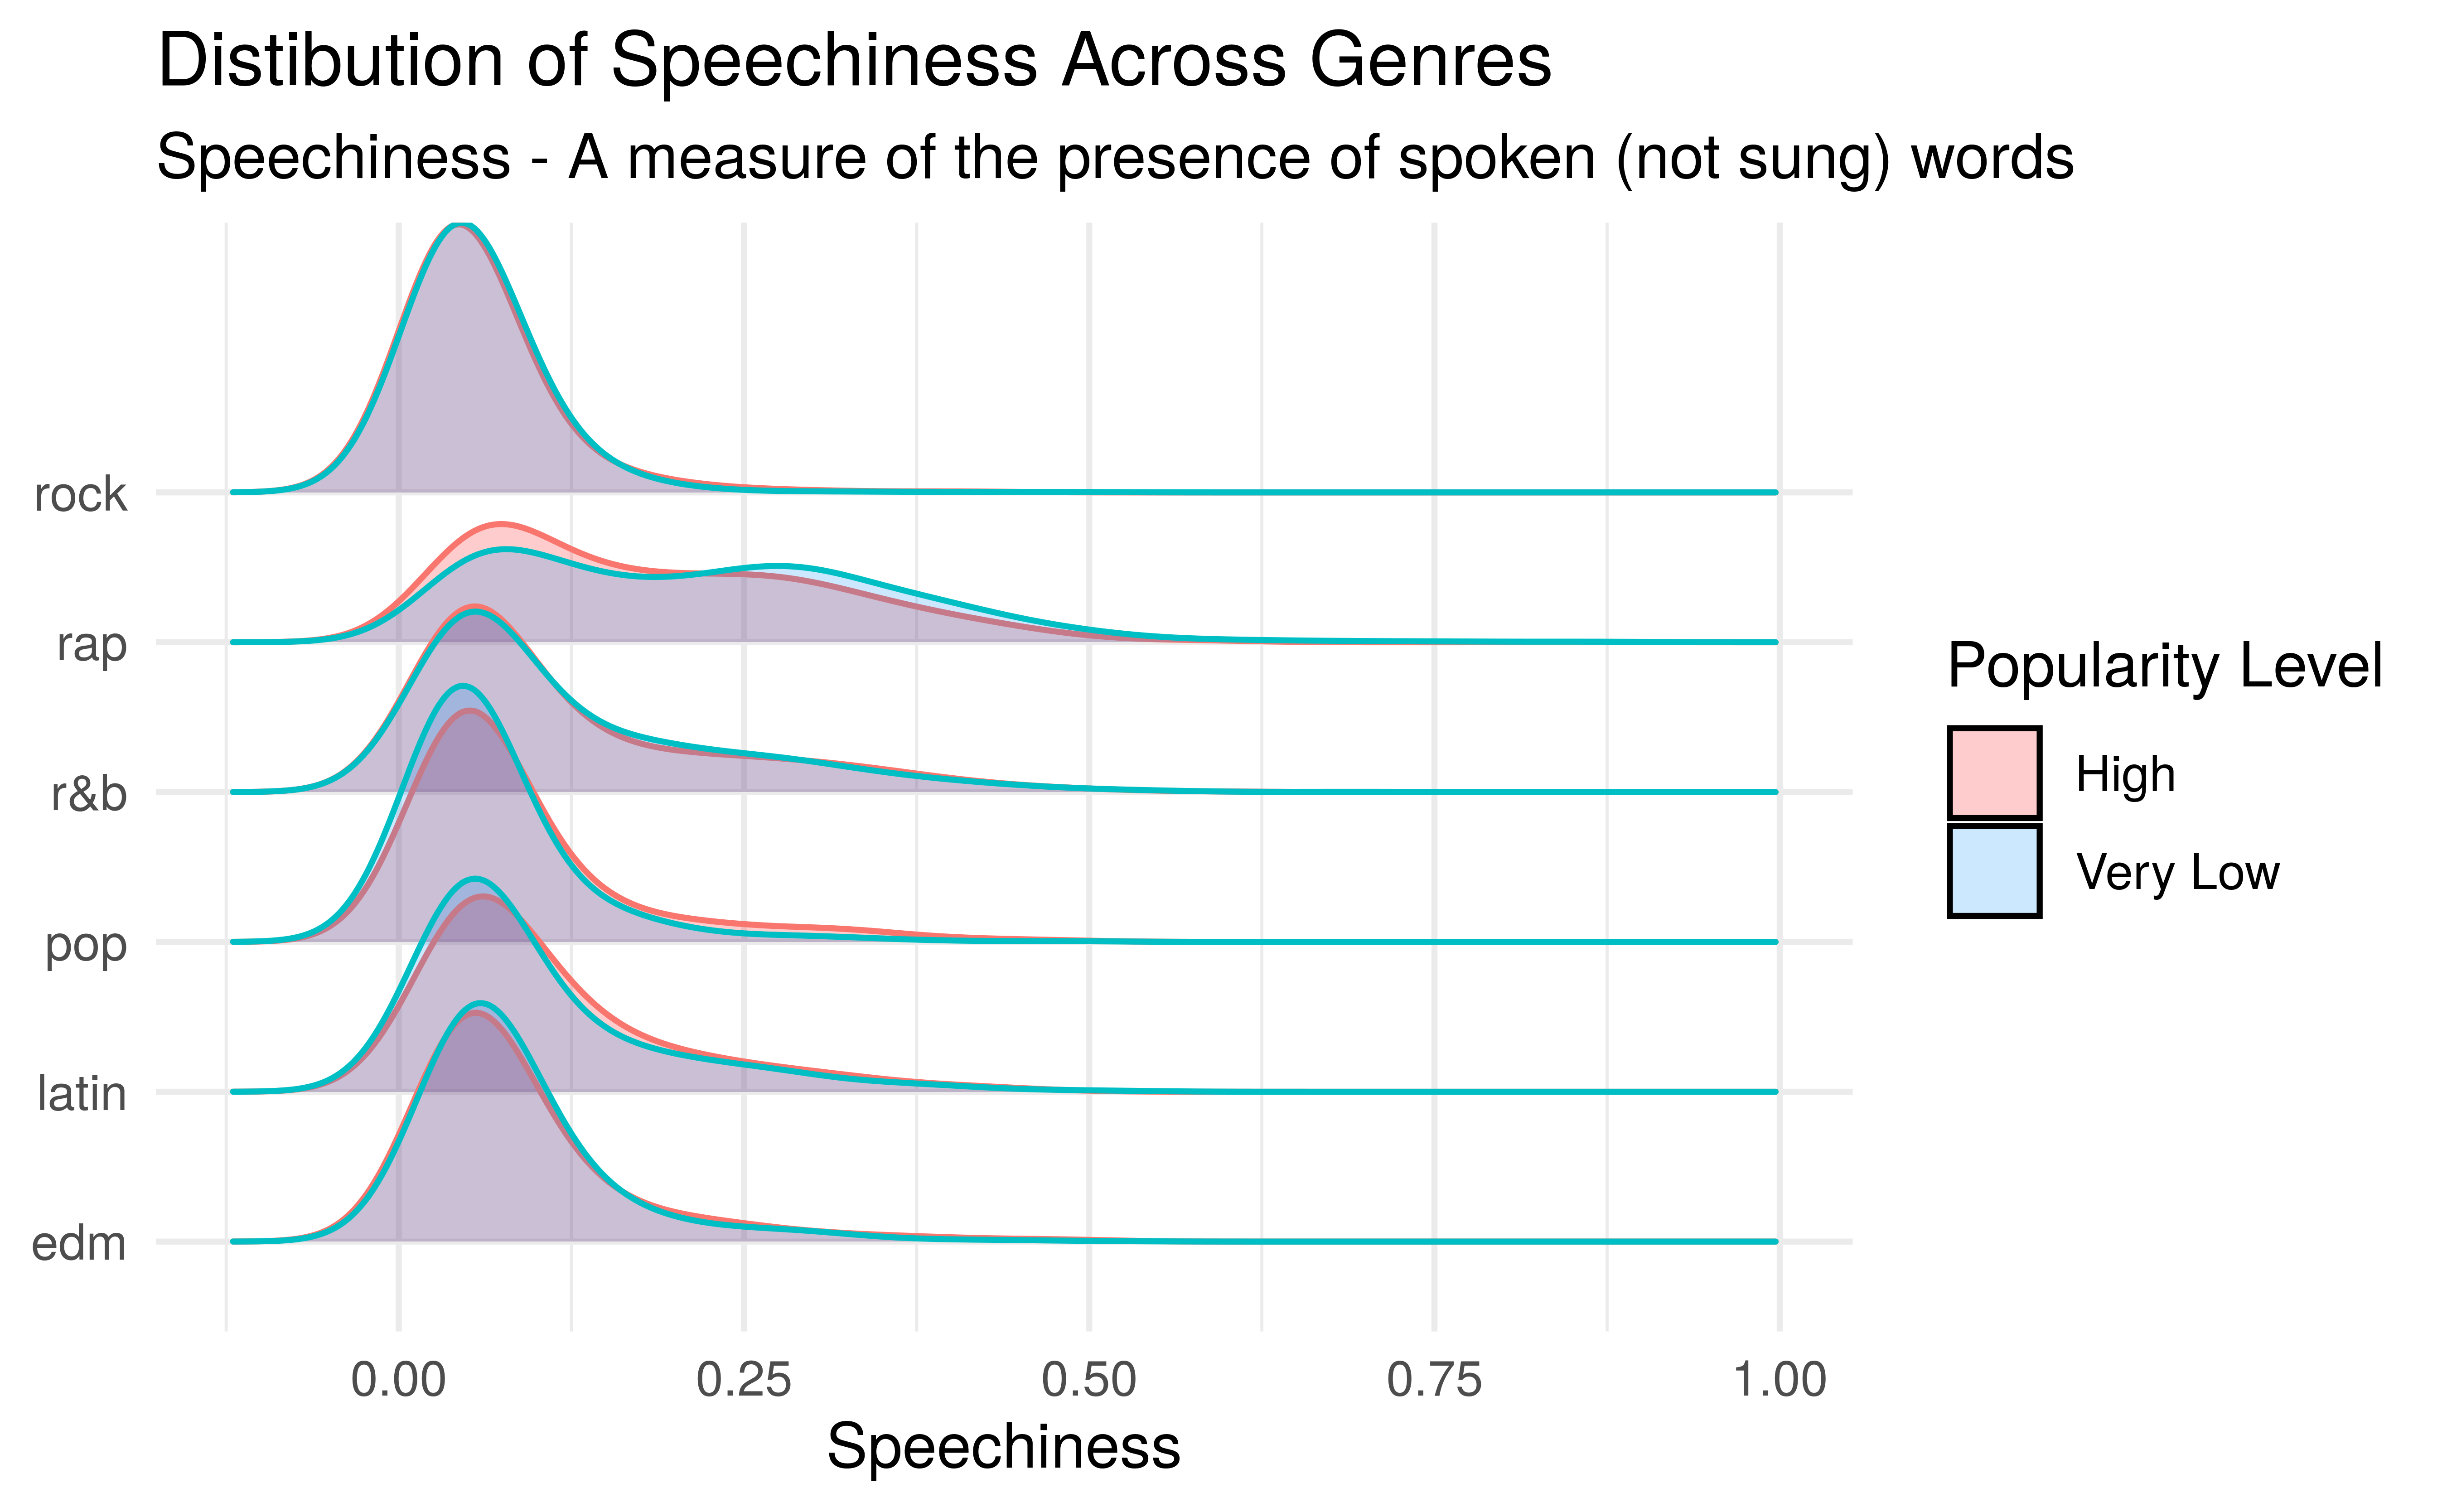 Distibution of Speechiness Across Genres
Speechiness - A measure of the presence of spoken (not sung) words
rock
rap
r&b
pop
latin
edm
0.00 0.25 0.50 0.75 1.00
Speechiness
Popularity Level
High
Very Low